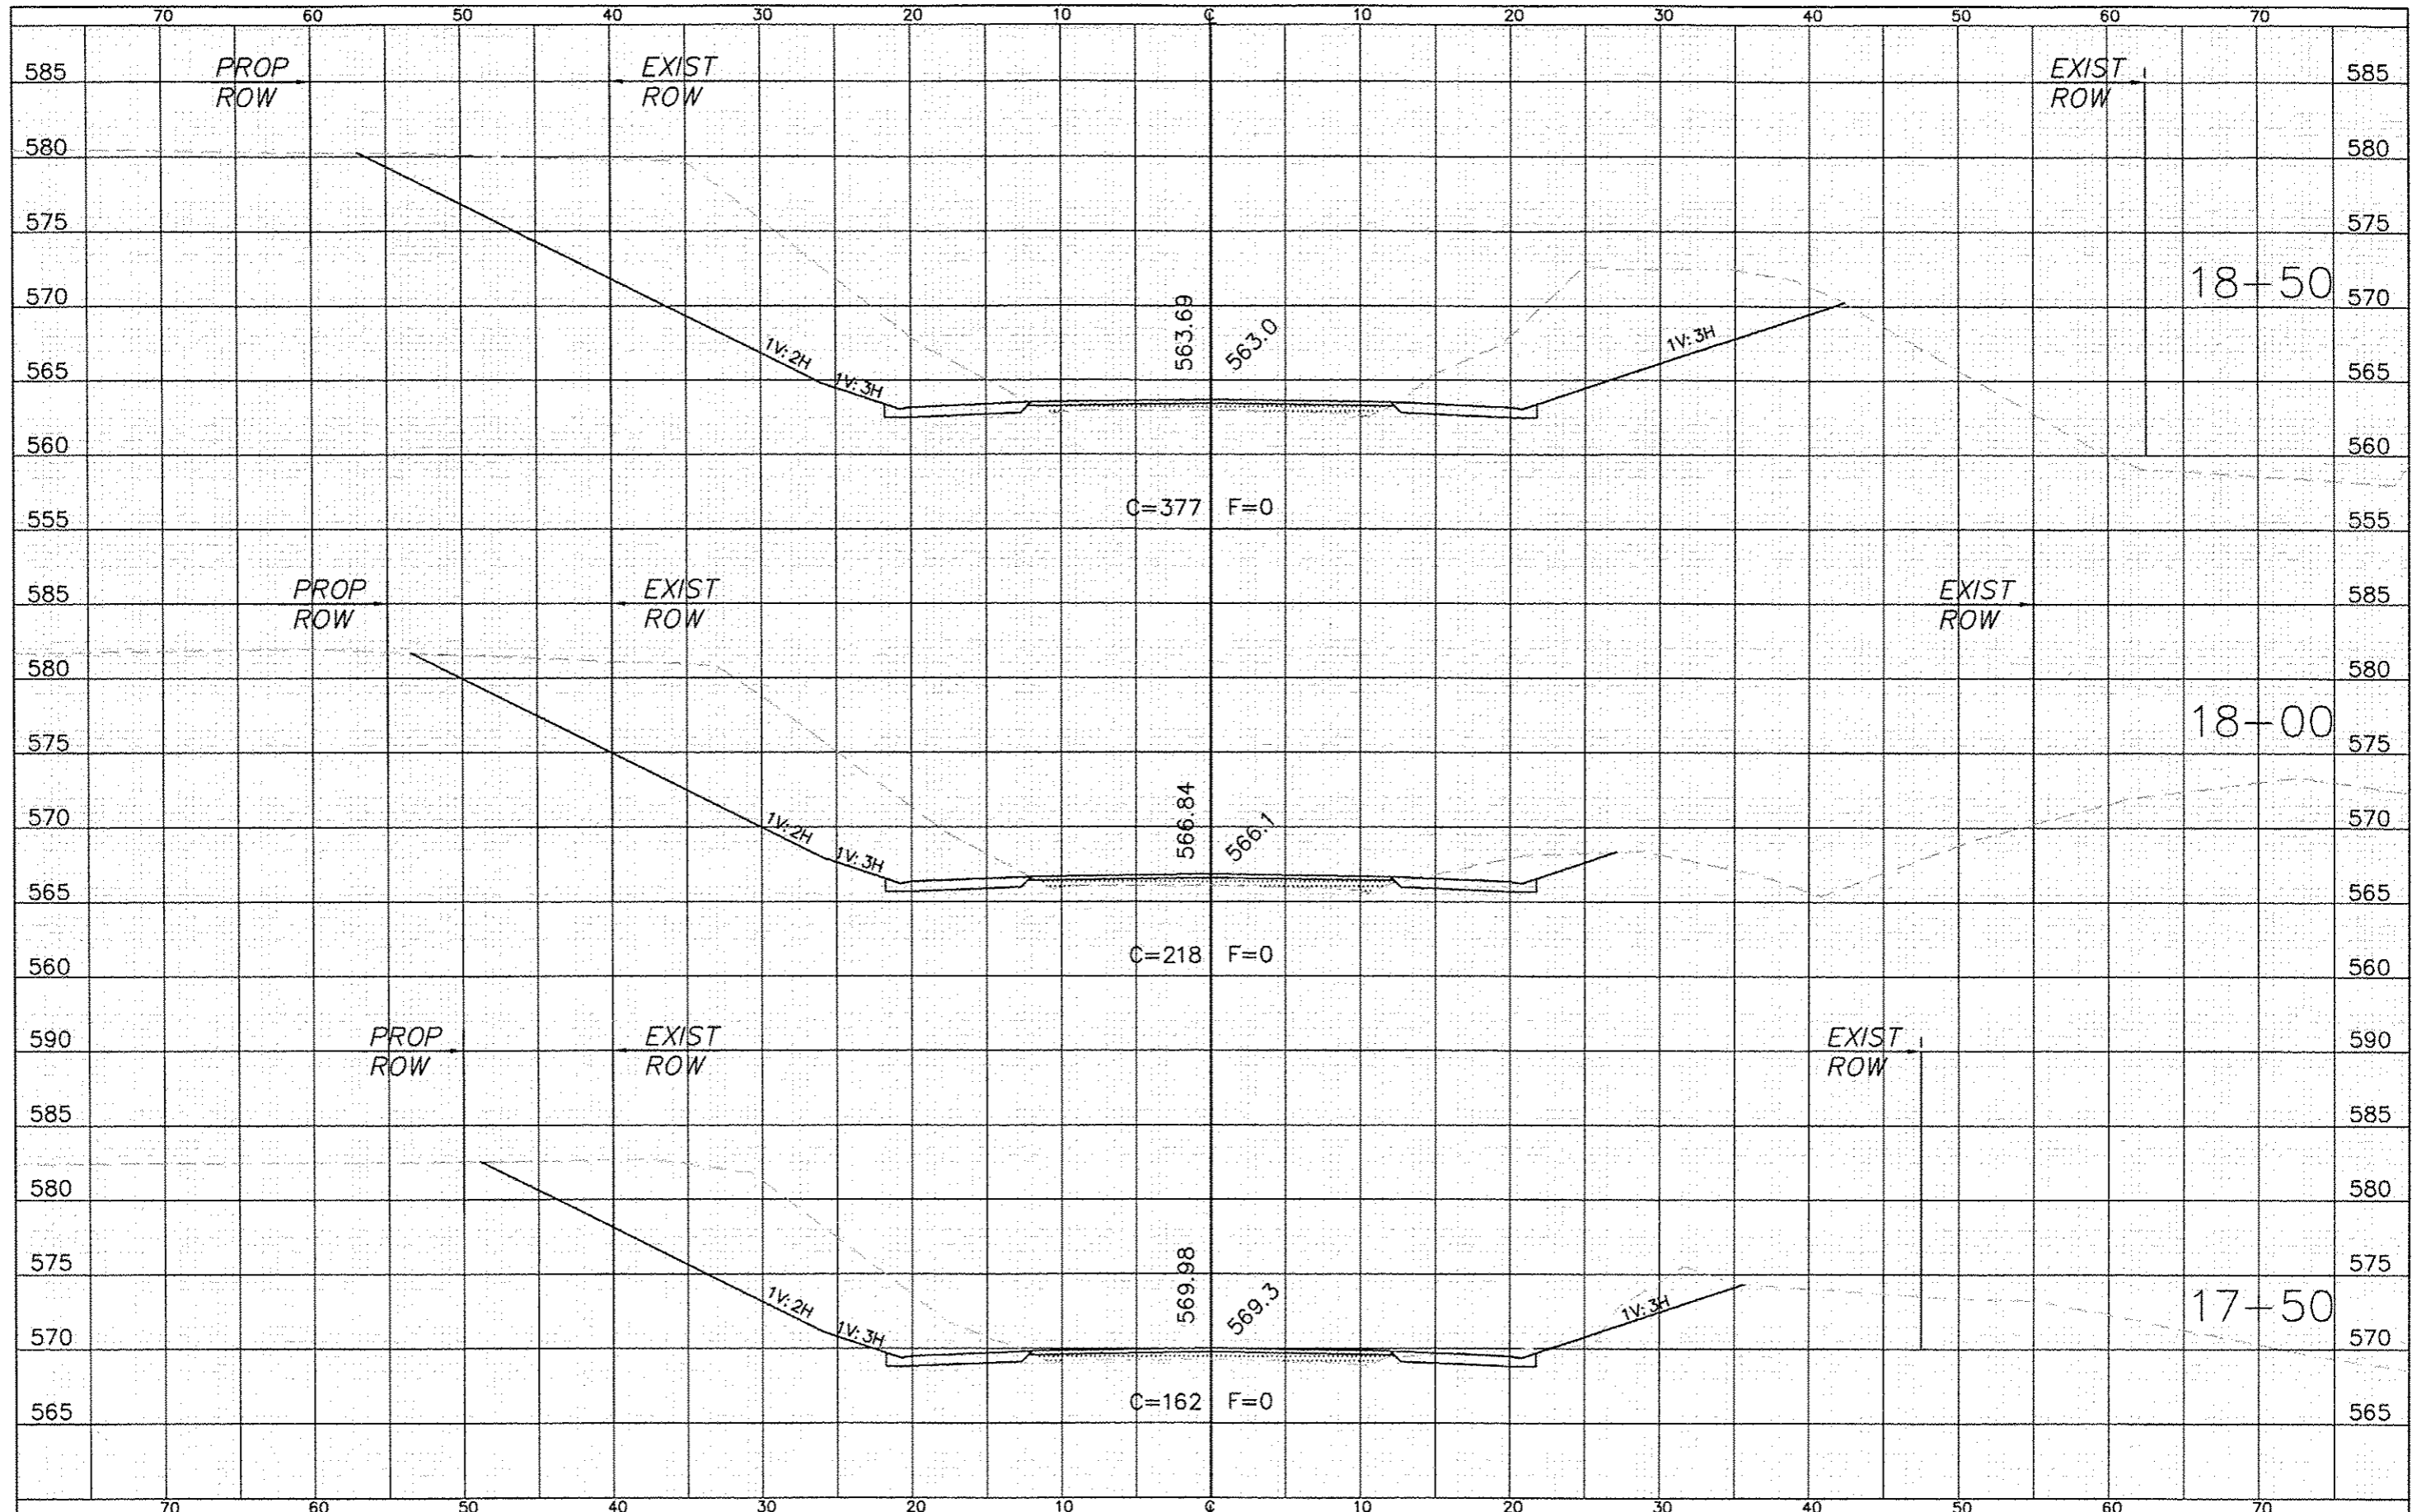 70 60 50 40 30 20 10 ℄ 10 20 30 40 50 60 70
PROP
ROW
EXIST
ROW
EXIST
ROW
585 585
580 580
575 575
18+50
570 570
563.69
563.0
1V:2H
1V:3H
1V:3H
565 565
560 560
C=377 F=0
555 555
PROP
ROW
EXIST
ROW
EXIST
ROW
585 585
580 580
18+00
575 575
566.84
566.1
570 570
1V:2H
1V:3H
565 565
C=218 F=0
560 560
PROP
ROW
EXIST
ROW
EXIST
ROW
590 590
585 585
580 580
575 575
569.98
569.3
17+50
1V:2H
1V:3H
1V:3H
570 570
C=162 F=0
565 565
70 60 50 40 30 20 10 ℄ 10 20 30 40 50 60 70